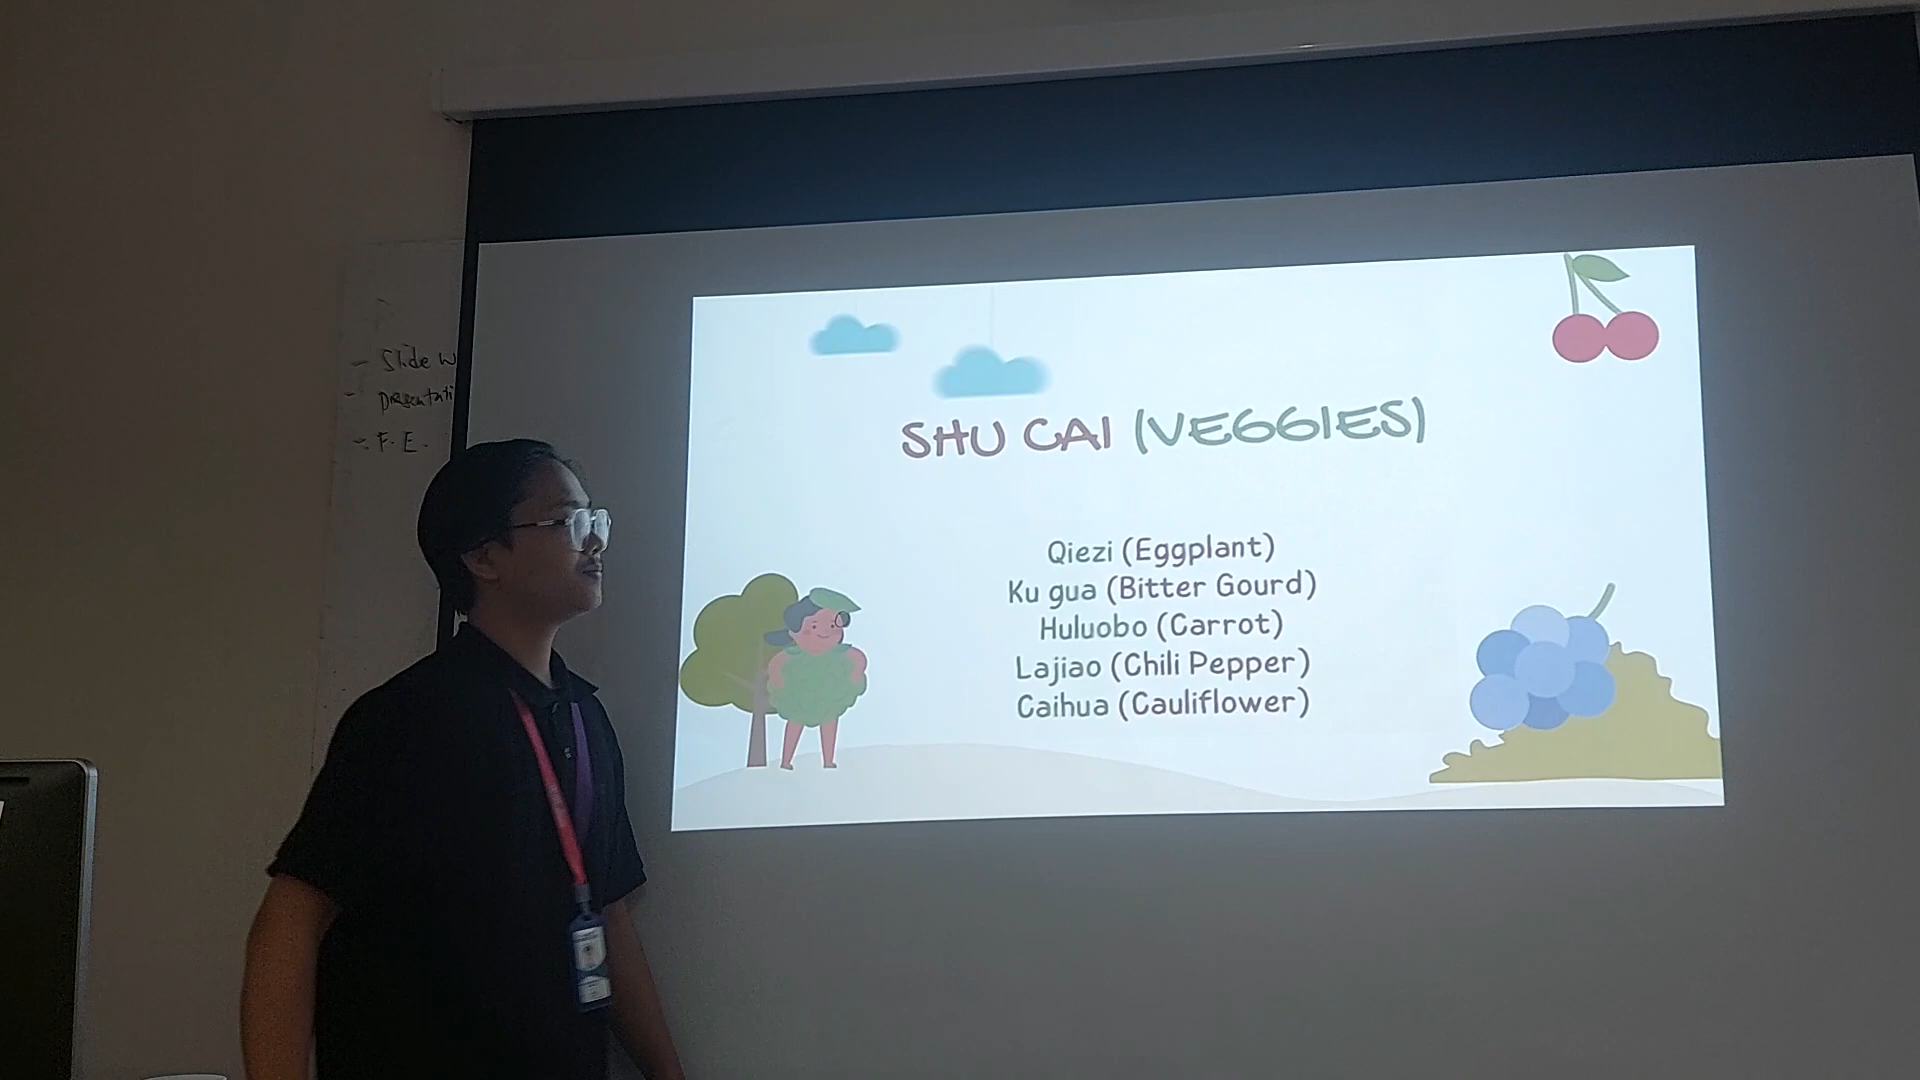 - Slide
-
- F. E.
SHU CAI (VEGGIES)
Qiezi (Eggplant)
Ku gua (Bitter Gourd)
Huluobo (Carrot)
Lajiao (Chili Pepper)
Caihua (Cauliflower)